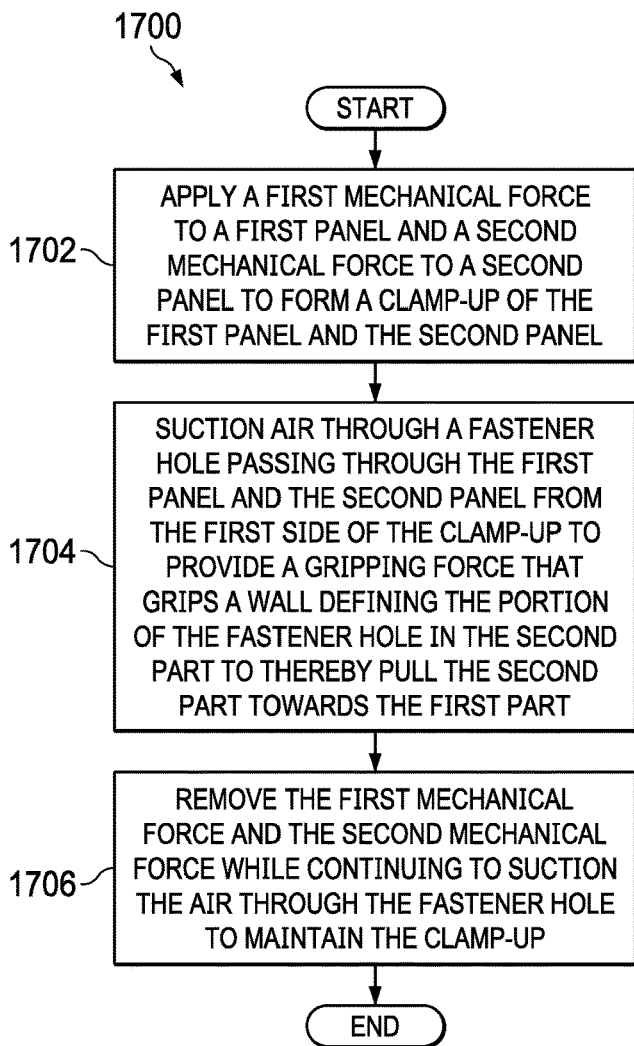 1700
START
1702
APPLY A FIRST MECHANICAL FORCE
TO A FIRST PANEL AND A SECOND
MECHANICAL FORCE TO A SECOND
PANEL TO FORM A CLAMP-UP OF THE
FIRST PANEL AND THE SECOND PANEL
1704
SUCTION AIR THROUGH A FASTENER
HOLE PASSING THROUGH THE FIRST
PANEL AND THE SECOND PANEL FROM
THE FIRST SIDE OF THE CLAMP-UP TO
PROVIDE A GRIPPING FORCE THAT
GRIPS A WALL DEFINING THE PORTION
OF THE FASTENER HOLE IN THE SECOND
PART TO THEREBY PULL THE SECOND
PART TOWARDS THE FIRST PART
1706
REMOVE THE FIRST MECHANICAL
FORCE AND THE SECOND MECHANICAL
FORCE WHILE CONTINUING TO SUCTION
THE AIR THROUGH THE FASTENER HOLE
TO MAINTAIN THE CLAMP-UP
END